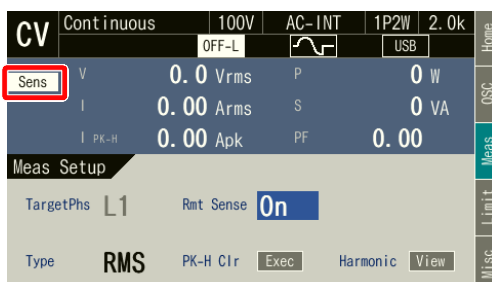 CV Continuous 100V AC-INT 1P2W 2.0k
OFF-L USB
Sens V 0.0 Vrms P 0 W
I 0.00 Arms S 0 VA
I PK-H 0.00 Apk PF 0.00
Meas Setup
TargetPhs L1 Rmt Sense On
Type RMS PK-H Clr Exec Harmonic View
Home
OSC
Meas
Limit
Misc